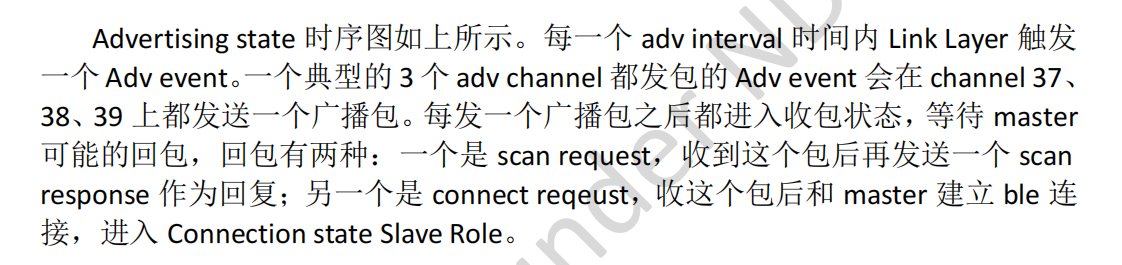 Advertising state 时序图如上所示。每一个 adv interval 时间内 Link Layer 触发
一个 Adv event。一个典型的 3 个 adv channel 都发包的 Adv event 会在 channel 37、
38、39 上都发送一个广播包。每发一个广播包之后都进入收包状态，等待 master
可能的回包，回包有两种：一个是 scan request，收到这个包后再发送一个 scan
response 作为回复；另一个是 connect reqeust，收这个包后和 master 建立 ble 连
接，进入 Connection state Slave Role。
under ND